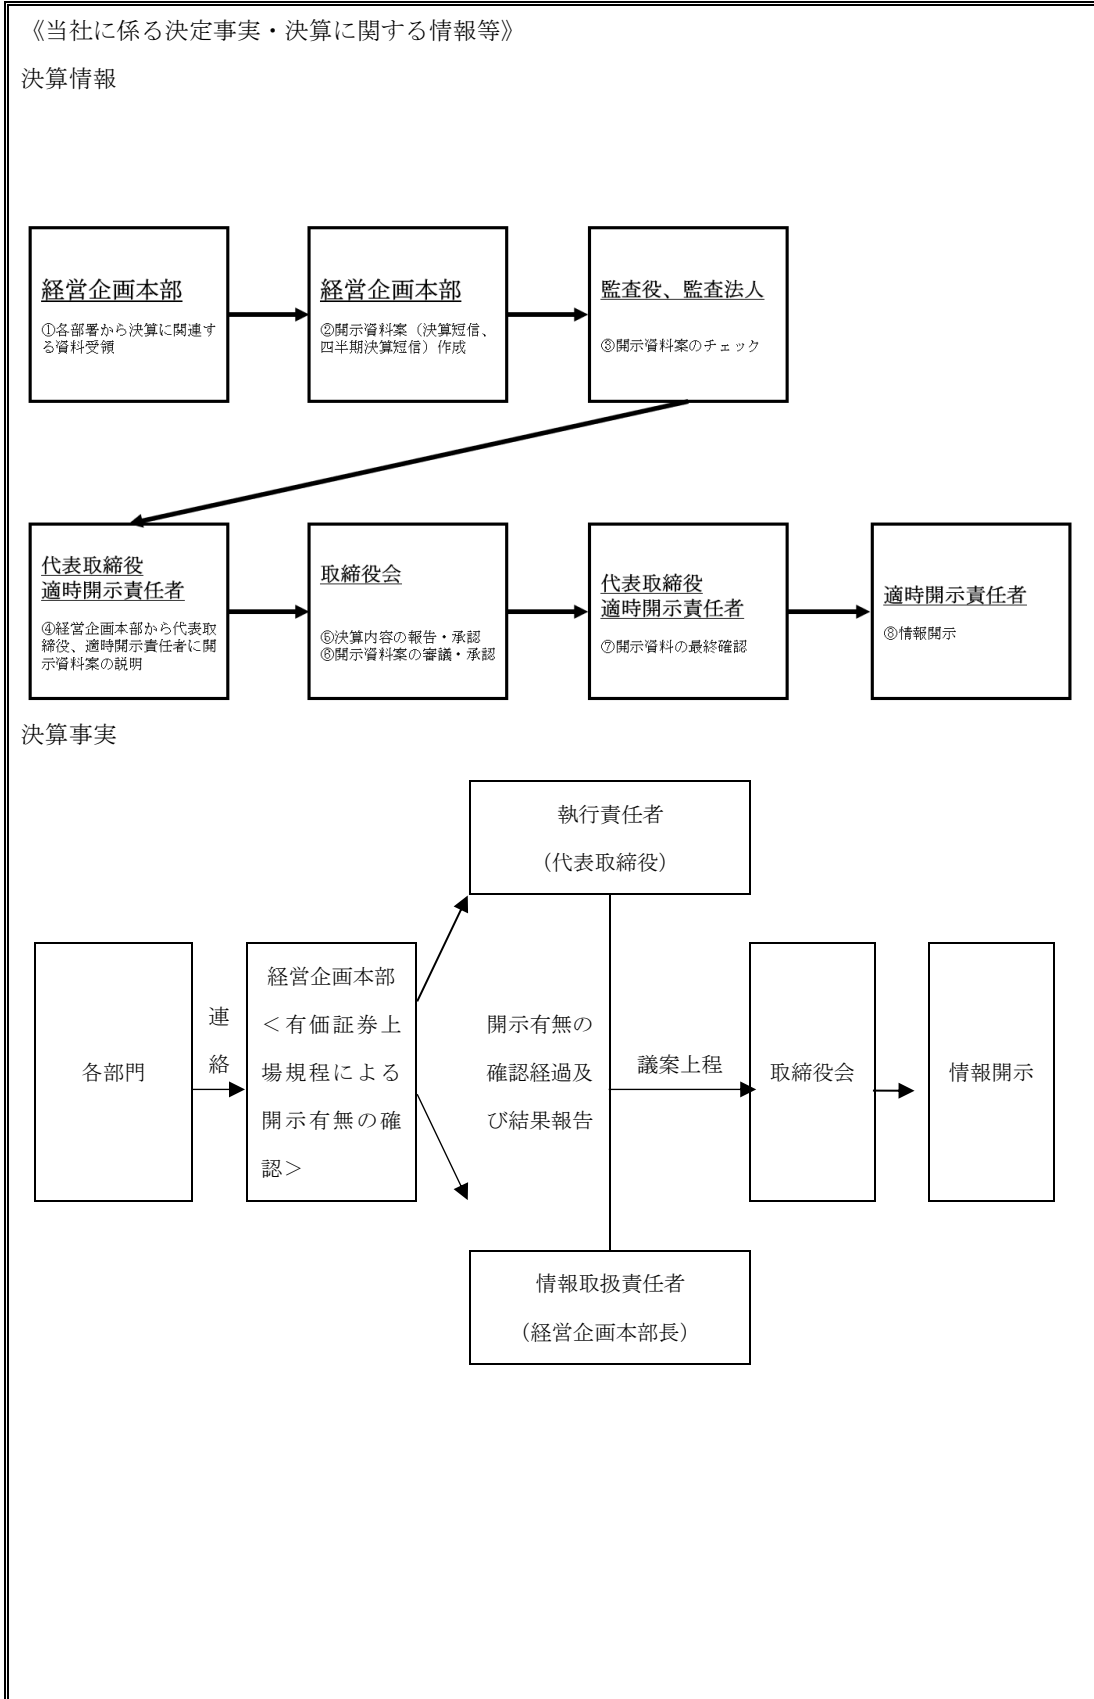 《当社に係る決定事実・決算に関する情報等》
決算情報
経営企画本部
①各部署から決算に関連す
る資料受領
経営企画本部
②開示資料案（決算短信、
四半期決算短信）作成
監査役、監査法人
③開示資料案のチェック
代表取締役
適時開示責任者
④経営企画本部から代表取
締役、適時開示責任者に開
示資料案の説明
取締役会
⑥決算内容の報告・承認
⑥開示資料案の審議・承認
代表取締役
適時開示責任者
⑦開示資料の最終確認
適時開示責任者
⑧情報開示
決算事実
執行責任者
（代表取締役）
各部門
連
絡
経営企画本部
＜有価証券上
場規程による
開示有無の確
認＞
開示有無の
確認経過及
び結果報告
議案上程
取締役会
情報開示
情報取扱責任者
（経営企画本部長）